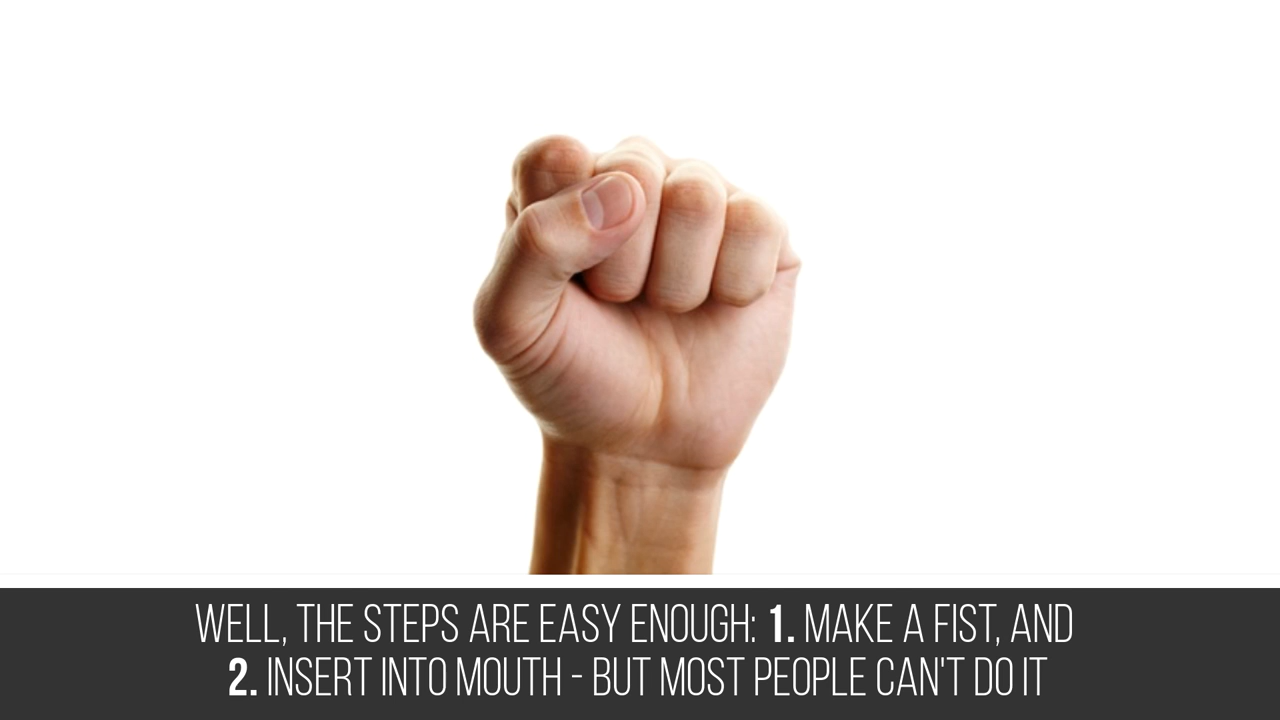 WELL, THE STEPS ARE EASY ENOUGH: 1. MAKE A FIST, AND
2. INSERT INTO MOUTH - BUT MOST PEOPLE CAN'T DO IT